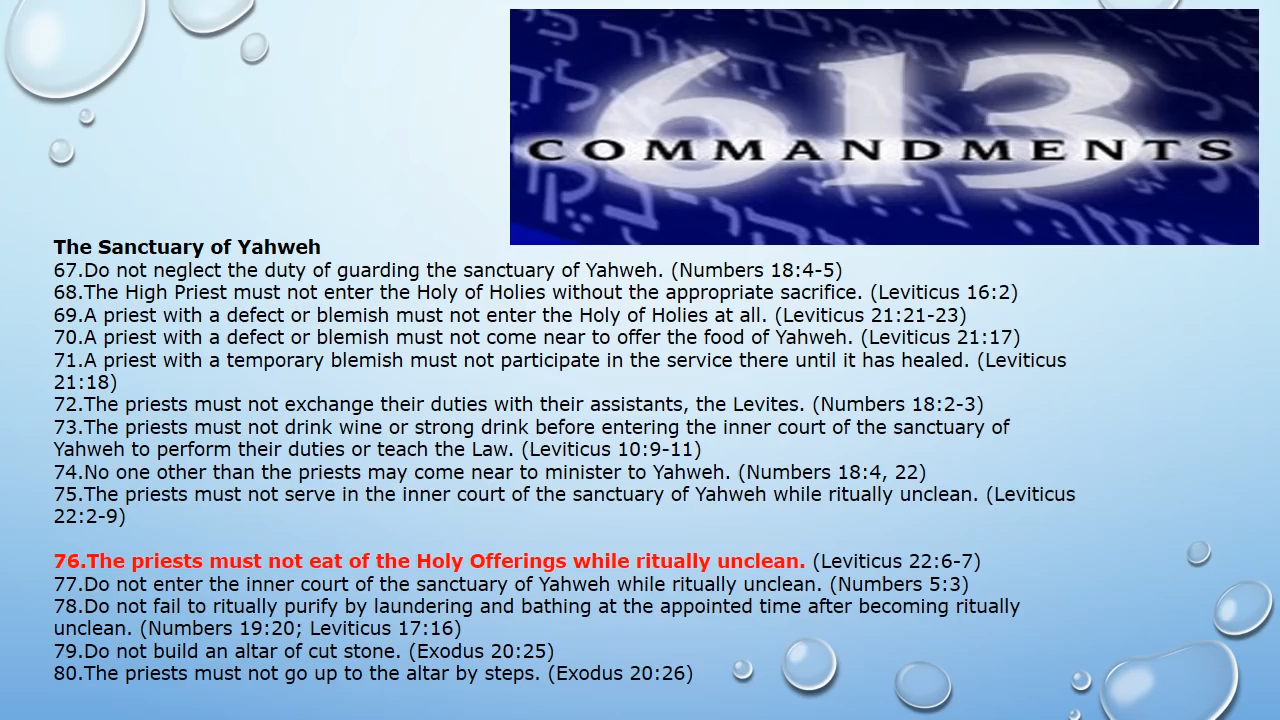 613
COMMANDMENTS
The Sanctuary of Yahweh
67.Do not neglect the duty of guarding the sanctuary of Yahweh. (Numbers 18:4-5)
68.The High Priest must not enter the Holy of Holies without the appropriate sacrifice. (Leviticus 16:2)
69.A priest with a defect or blemish must not enter the Holy of Holies at all. (Leviticus 21:21-23)
70.A priest with a defect or blemish must not come near to offer the food of Yahweh. (Leviticus 21:17)
71.A priest with a temporary blemish must not participate in the service there until it has healed. (Leviticus
21:18)
72.The priests must not exchange their duties with their assistants, the Levites. (Numbers 18:2-3)
73.The priests must not drink wine or strong drink before entering the inner court of the sanctuary of
Yahweh to perform their duties or teach the Law. (Leviticus 10:9-11)
74.No one other than the priests may come near to minister to Yahweh. (Numbers 18:4, 22)
75.The priests must not serve in the inner court of the sanctuary of Yahweh while ritually unclean. (Leviticus
22:2-9)
76.The priests must not eat of the Holy Offerings while ritually unclean. (Leviticus 22:6-7)
77.Do not enter the inner court of the sanctuary of Yahweh while ritually unclean. (Numbers 5:3)
78.Do not fail to ritually purify by laundering and bathing at the appointed time after becoming ritually
unclean. (Numbers 19:20; Leviticus 17:16)
79.Do not build an altar of cut stone. (Exodus 20:25)
80.The priests must not go up to the altar by steps. (Exodus 20:26)